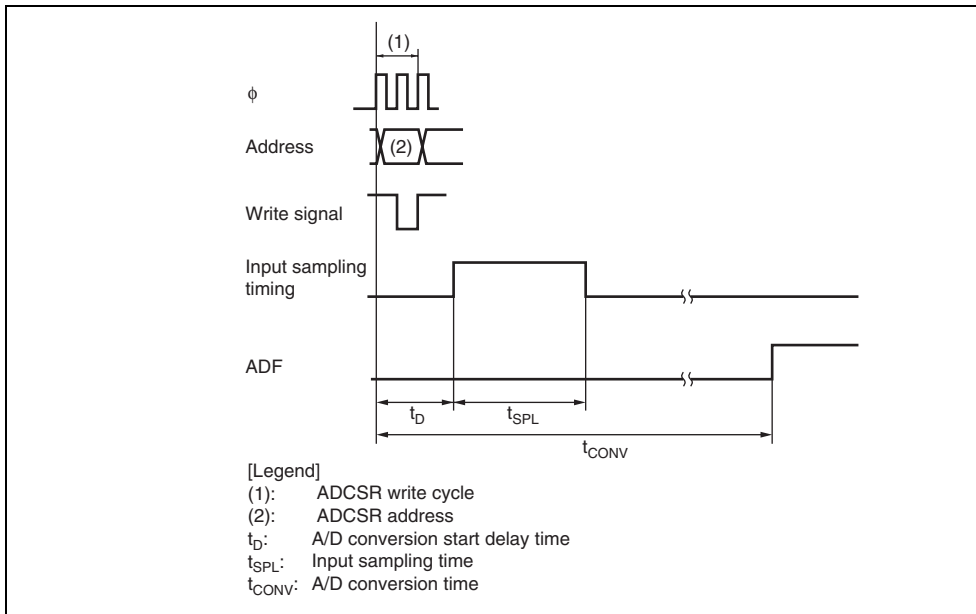 (1)
ϕ
Address
(2)
Write signal
Input sampling
timing
ADF
tD
tSPL
tCONV
[Legend]
(1): ADCSR write cycle
(2): ADCSR address
tD: A/D conversion start delay time
tSPL: Input sampling time
tCONV: A/D conversion time